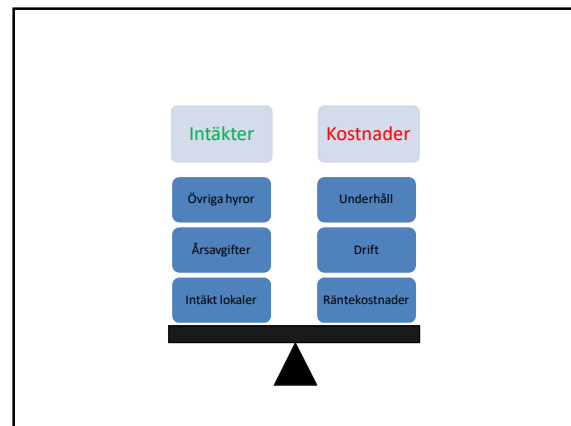 Intäkter
Kostnader
Övriga hyror
Underhåll
Årsavgifter
Drift
Intäkt lokaler
Räntekostnader